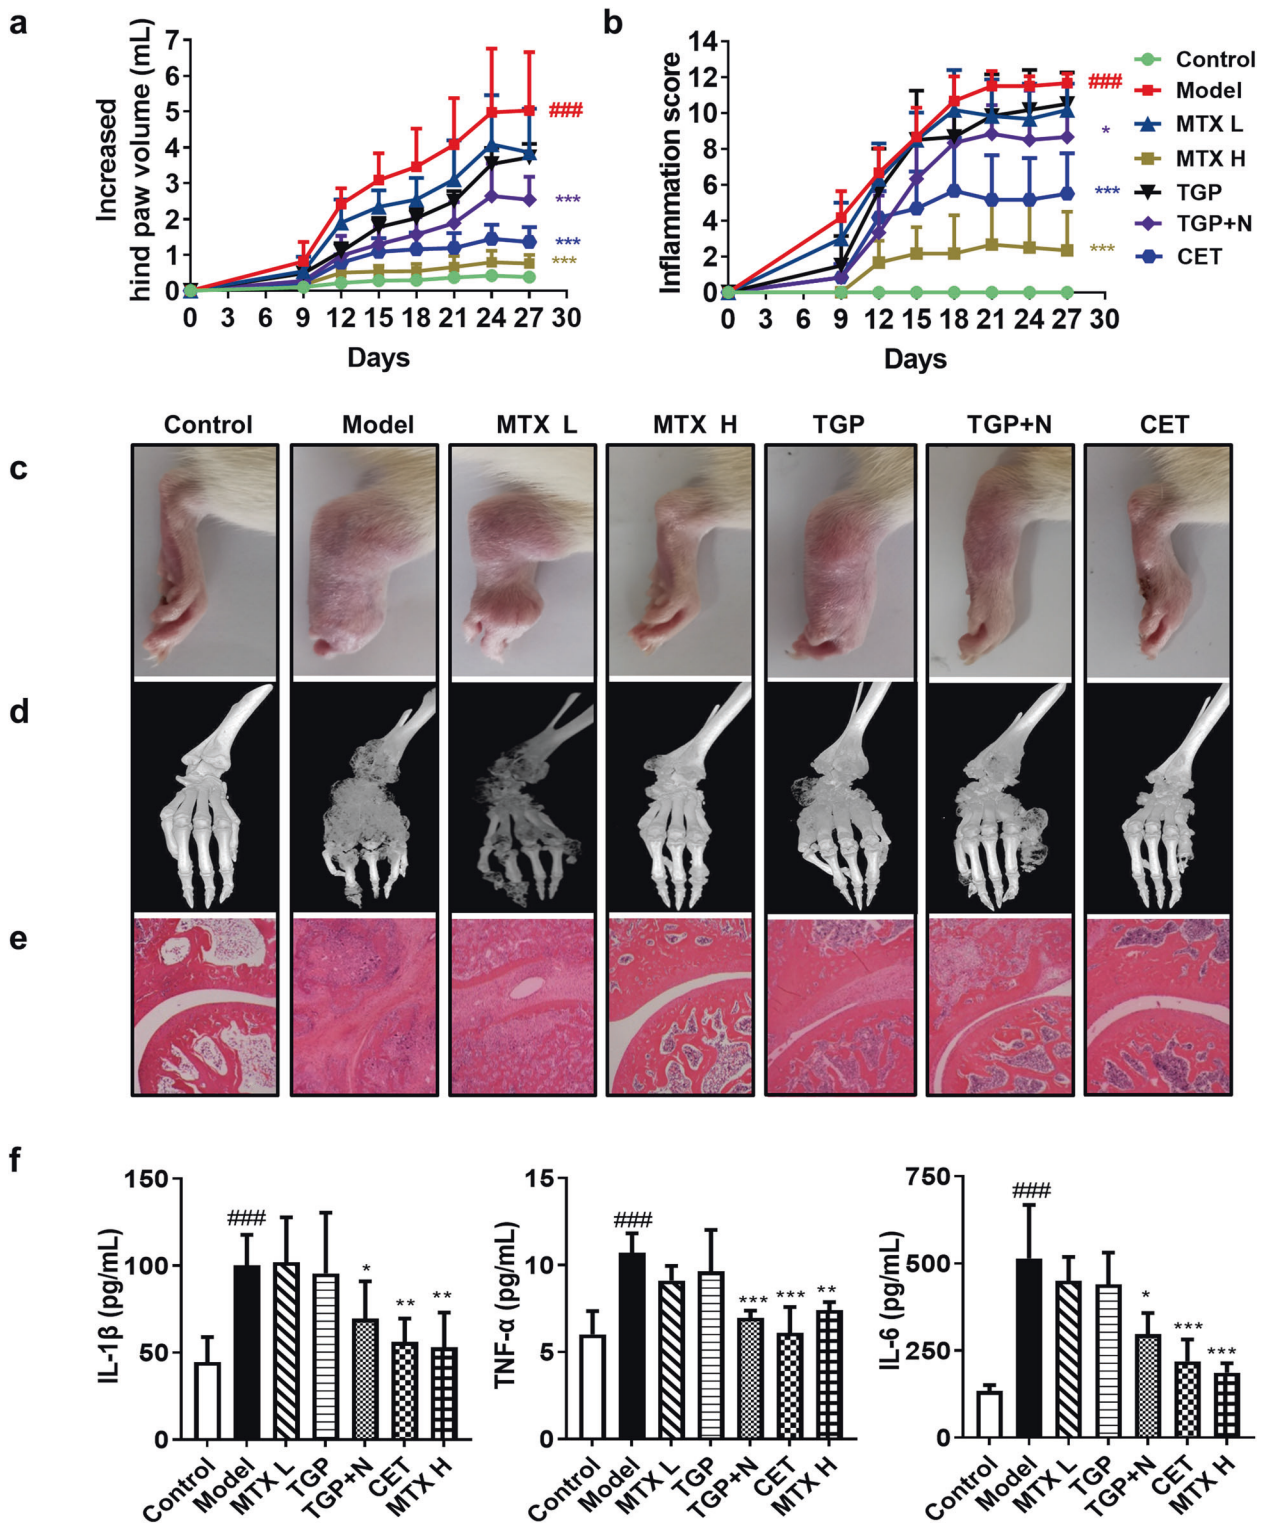 a
b
Increased
hind paw volume (mL)
7
6
5
4
3
2
1
0
0 3 6 9 12 15 18 21 24 27 30
Days
###
***
***
***
Inflammation score
14
12
10
8
6
4
2
0
0 3 6 9 12 15 18 21 24 27 30
Days
###
*
***
***
Control
Model
MTX L
MTX H
TGP
TGP+N
CET
Control Model MTX L MTX H TGP TGP+N CET
c
d
e
f
IL-1β (pg/mL)
150
100
50
0
###
*
**
**
Control Model MTX L TGP TGP+N CET MTX H
TNF-α (pg/mL)
15
10
5
0
###
***
***
**
Control Model MTX L TGP TGP+N CET MTX H
IL-6 (pg/mL)
750
500
250
0
###
*
***
***
Control Model MTX L TGP TGP+N CET MTX H